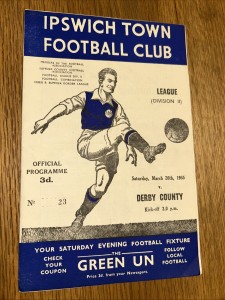 IPSWICH TOWN
FOOTBALL CLUB
LEAGUE
(DIVISION II)
OFFICIAL
PROGRAMME
3d.
No 23
Saturday, March 26th, 1955
v.
DERBY COUNTY
Kick-off 3.0 p.m.
YOUR SATURDAY EVENING FOOTBALL FIXTURE
CHECK
YOUR
COUPON
THE
GREEN UN
Price 2d. from your Newsagent.
FOLLOW
LOCAL
FOOTBALL